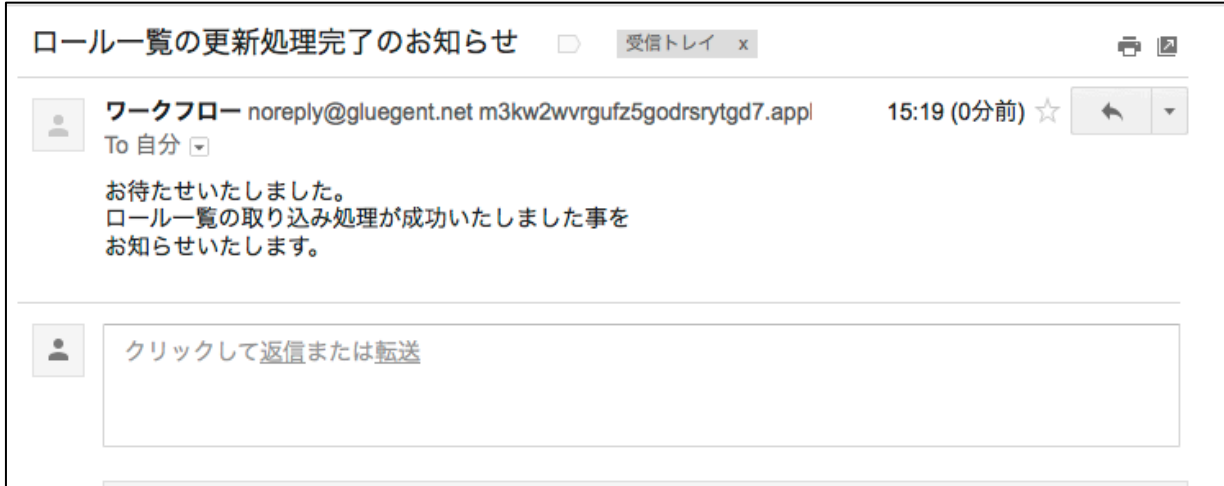 ロール一覧の更新処理完了のお知らせ 受信トレイ x
ワークフロー noreply@gluegent.net m3kw2wvrgufz5godrsrytgd7.appl 15:19 (0分前)
To 自分
お待たせいたしました。
ロール一覧の取り込み処理が成功いたしました事を
お知らせいたします。
クリックして返信または転送